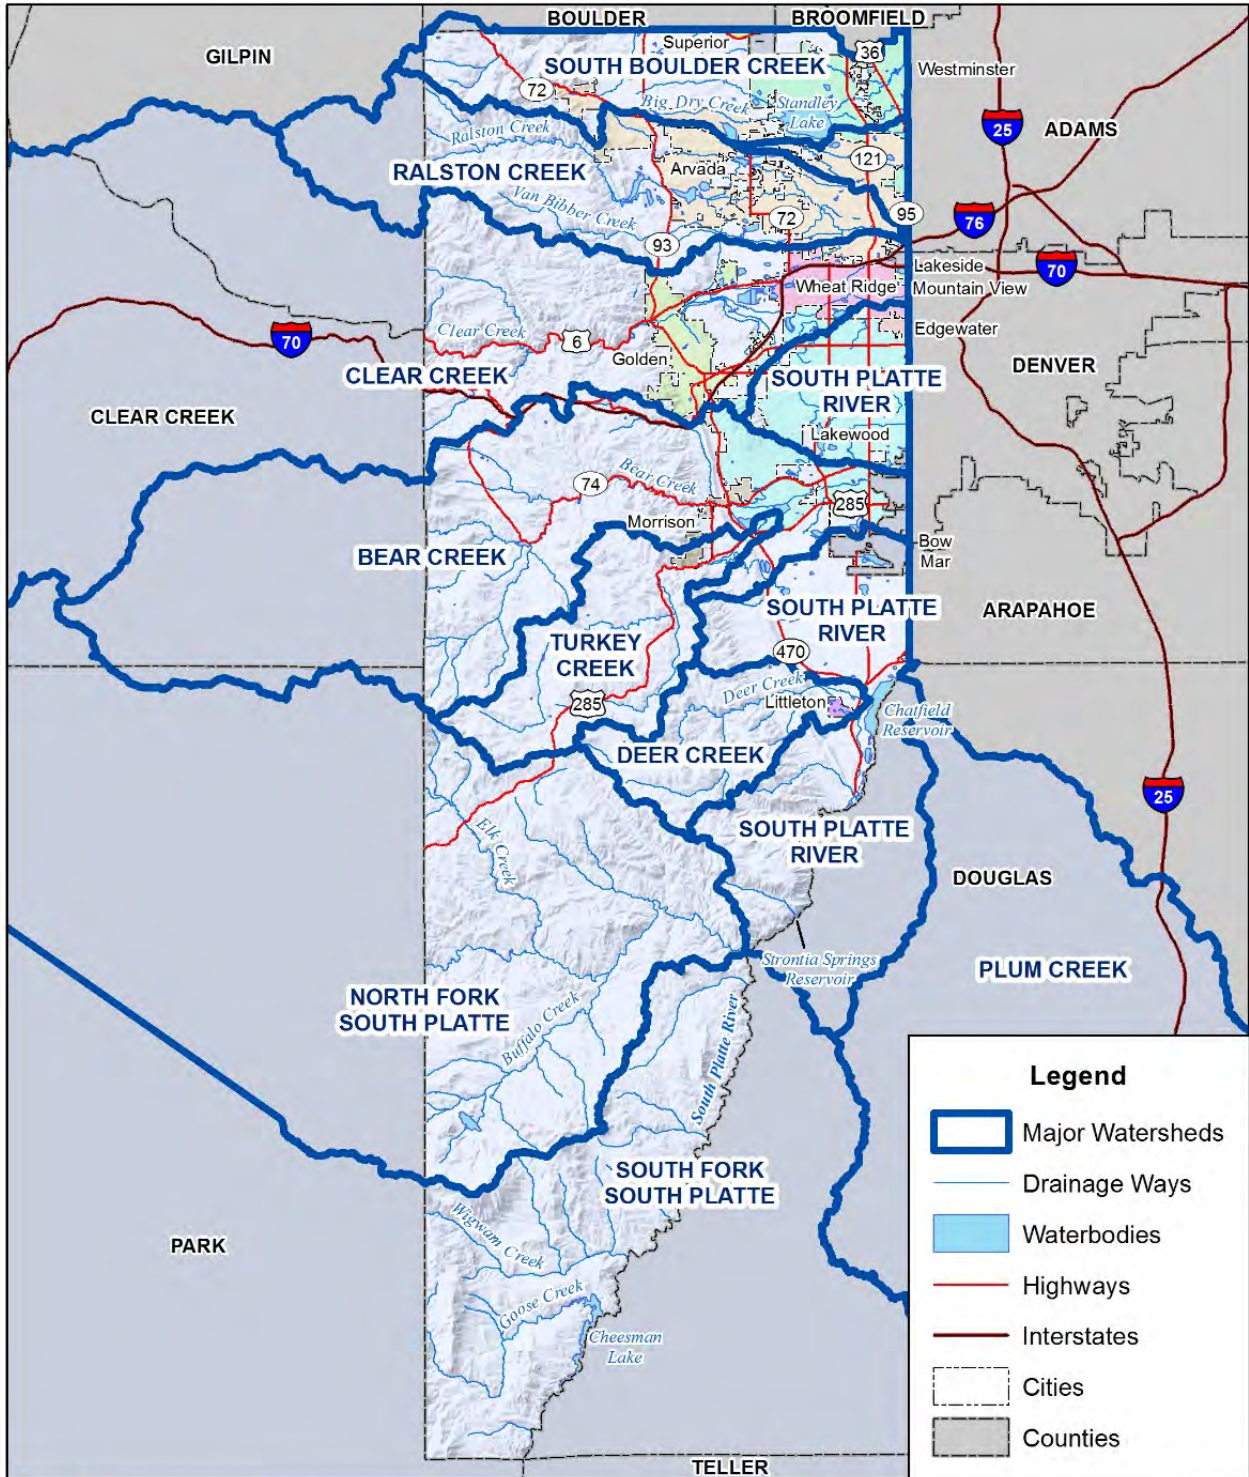 BOULDER
BROOMFIELD
GILPIN
Superior
36
Westminster
SOUTH BOULDER CREEK
72
Big Dry Creek
Standley
Lake
25
ADAMS
Ralston Creek
121
RALSTON CREEK
Arvada
Van Bibber Creek
72
95
76
93
Lakeside
70
Wheat Ridge
Mountain View
Clear Creek
70
6
Edgewater
Golden
DENVER
CLEAR CREEK
SOUTH PLATTE
RIVER
CLEAR CREEK
Lakewood
Bear Creek
74
285
Morrison
Bow
Mar
BEAR CREEK
SOUTH PLATTE
RIVER
ARAPAHOE
TURKEY
CREEK
470
Deer Creek
285
Littleton
Chatfield
Reservoir
DEER CREEK
25
SOUTH PLATTE
RIVER
Elk Creek
DOUGLAS
Strontia Springs
Reservoir
PLUM CREEK
NORTH FORK
SOUTH PLATTE
Buffalo Creek
South Platte River
SOUTH FORK
SOUTH PLATTE
Wigwam Creek
PARK
Goose Creek
Cheesman
Lake
TELLER
Legend
Major Watersheds
Drainage Ways
Waterbodies
Highways
Interstates
Cities
Counties